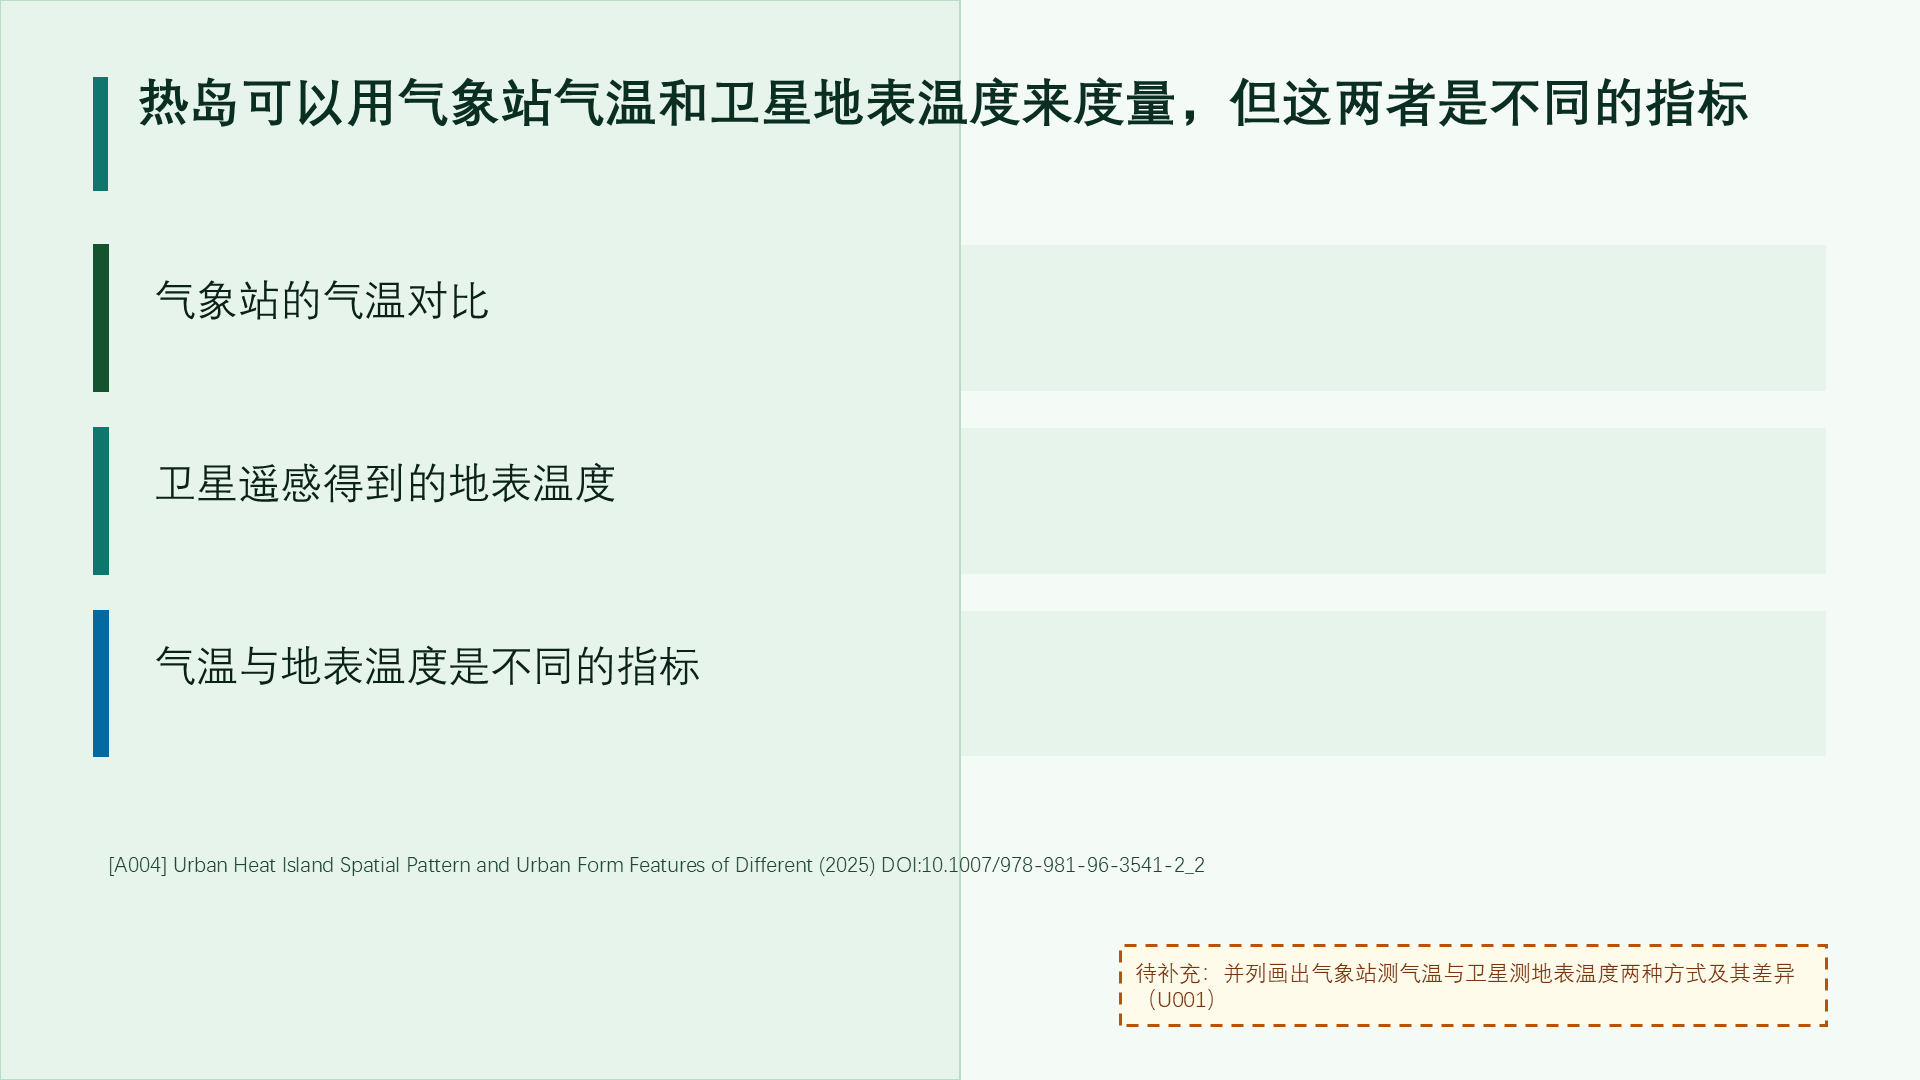 热岛可以用气象站气温和卫星地表温度来度量，但这两者是不同的指标
气象站的气温对比
卫星遥感得到的地表温度
气温与地表温度是不同的指标
[A004] Urban Heat Island Spatial Pattern and Urban Form Features of Different (2025) DOI:10.1007/978-981-96-3541-2_2
待补充：并列画出气象站测气温与卫星测地表温度两种方式及其差异
（U001）